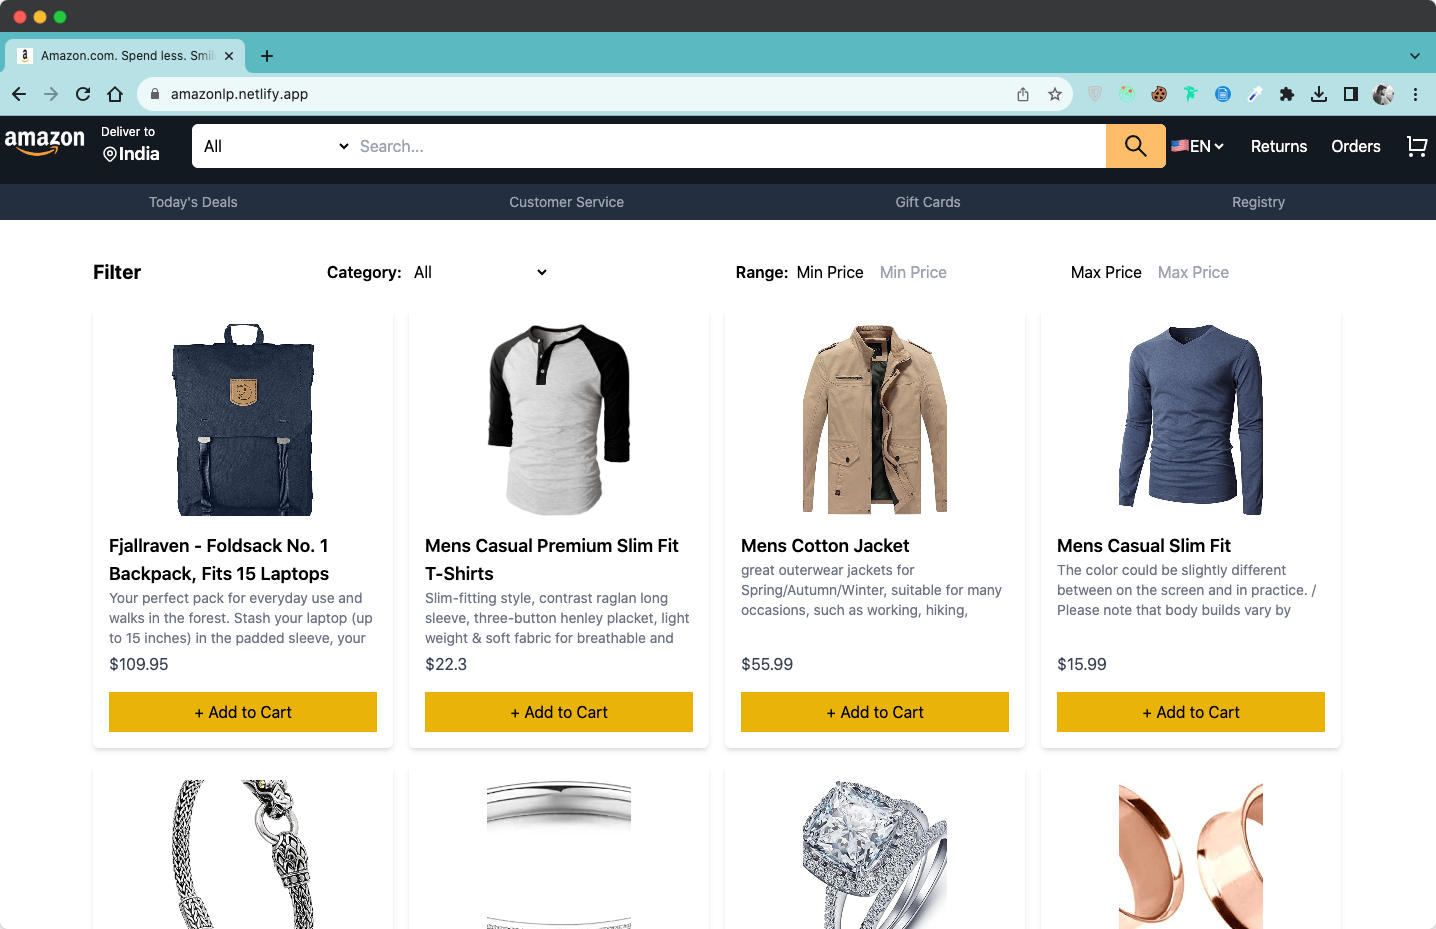 Amazon.com. Spend less. Smil
amazonlp.netlify.app
amazon
Deliver to
India
All
Search...
EN
Returns
Orders
Today's Deals
Customer Service
Gift Cards
Registry
Filter
Category: All
Range: Min Price Min Price
Max Price Max Price
Fjallraven - Foldsack No. 1
Backpack, Fits 15 Laptops
Your perfect pack for everyday use and
walks in the forest. Stash your laptop (up
to 15 inches) in the padded sleeve, your
$109.95
+ Add to Cart
Mens Casual Premium Slim Fit
T-Shirts
Slim-fitting style, contrast raglan long
sleeve, three-button henley placket, light
weight & soft fabric for breathable and
$22.3
+ Add to Cart
Mens Cotton Jacket
great outerwear jackets for
Spring/Autumn/Winter, suitable for many
occasions, such as working, hiking,
$55.99
+ Add to Cart
Mens Casual Slim Fit
The color could be slightly different
between on the screen and in practice. /
Please note that body builds vary by
$15.99
+ Add to Cart